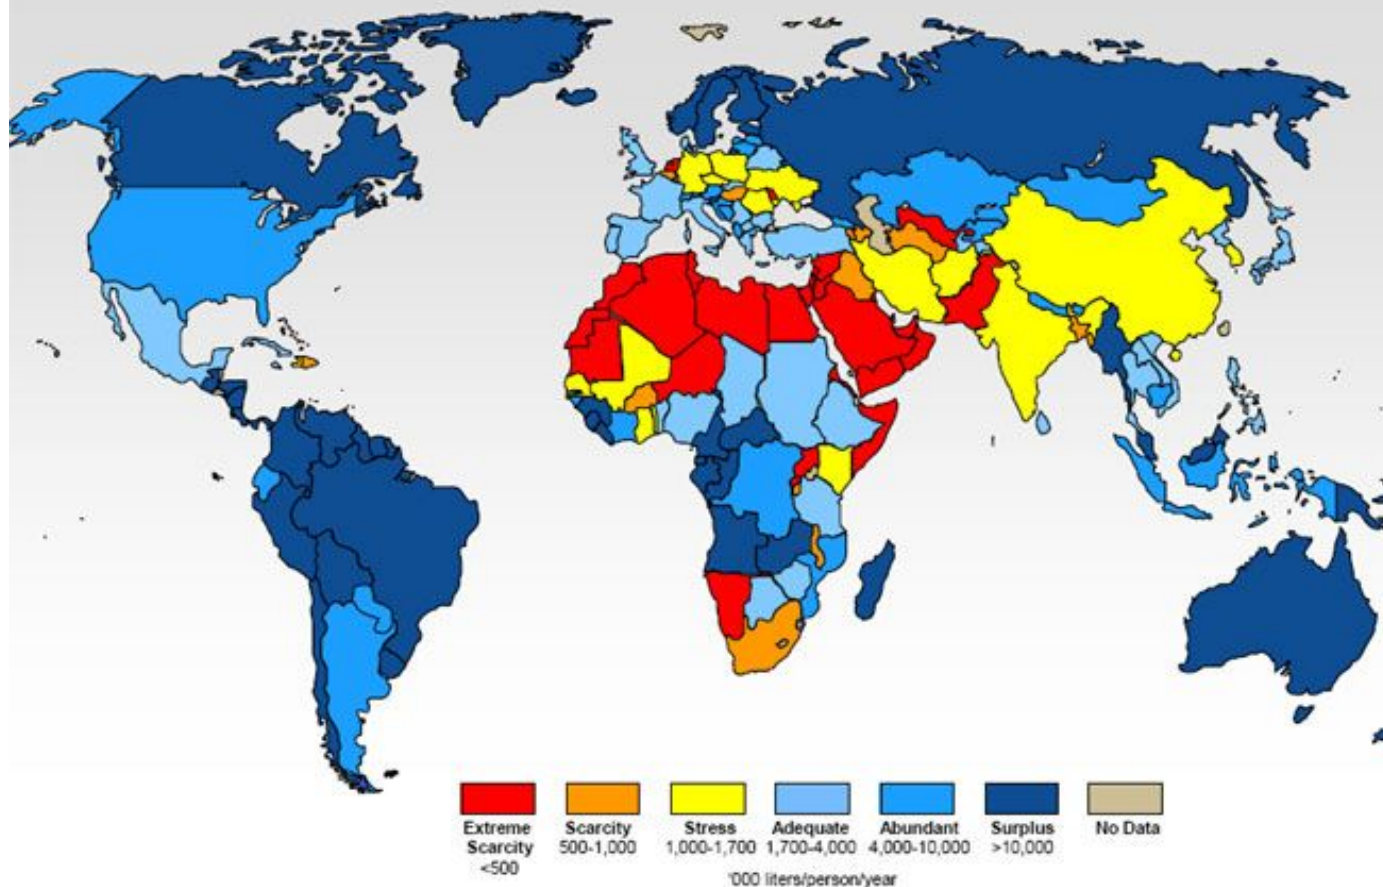 Extreme Scarcity Stress Adequate Abundant Surplus No Data
Scarcity 500-1,000 1,000-1,700 1,700-4,000 4,000-10,000 >10,000
<500
'000 liters/person/year